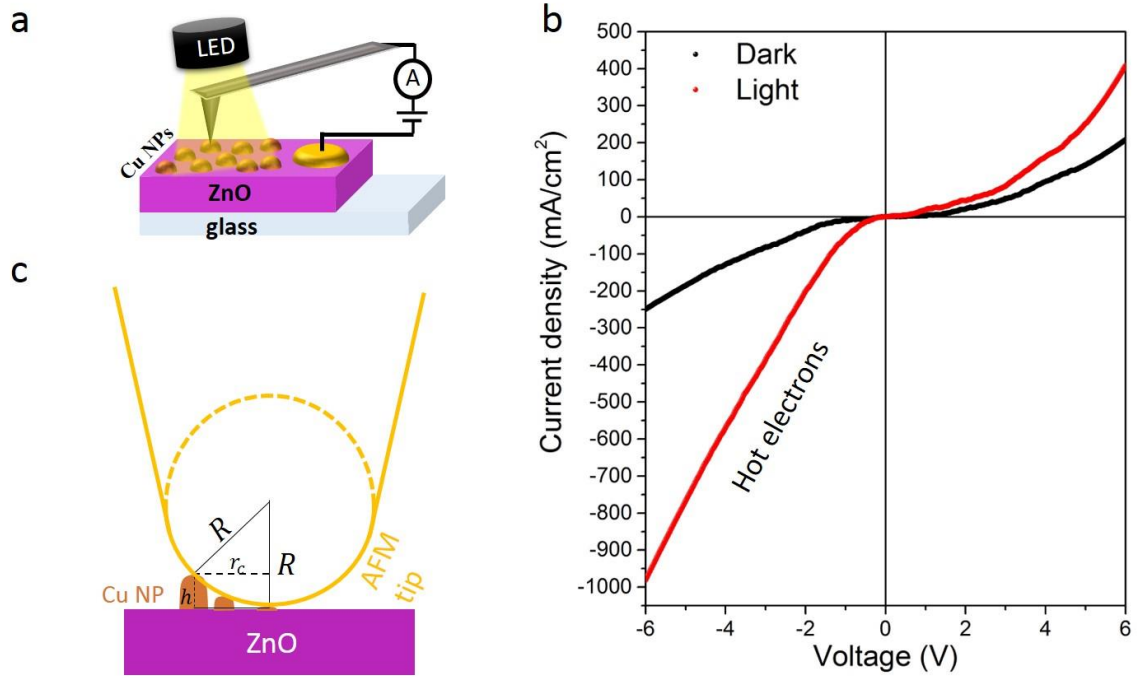 a
LED
A
Cu NPs
ZnO
glass
b
Dark
Light
Hot electrons
Current density (mA/cm²)
500
400
300
200
100
0
-100
-200
-300
-400
-500
-600
-700
-800
-900
-1000
-6
-4
-2
0
2
4
6
Voltage (V)
c
R
r_c
R
AFM
tip
Cu NP
h
ZnO